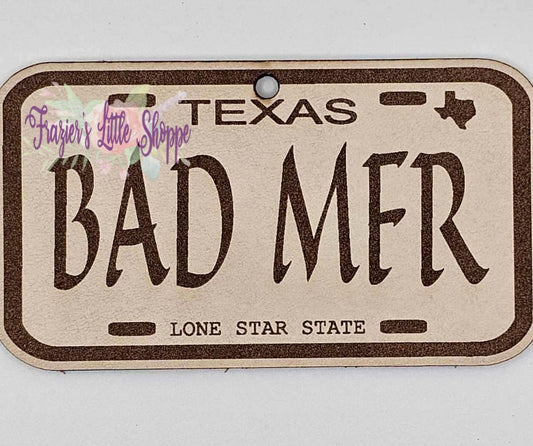 TEXAS
Frazier's Little Shoppe
BAD MFR
LONE STAR STATE